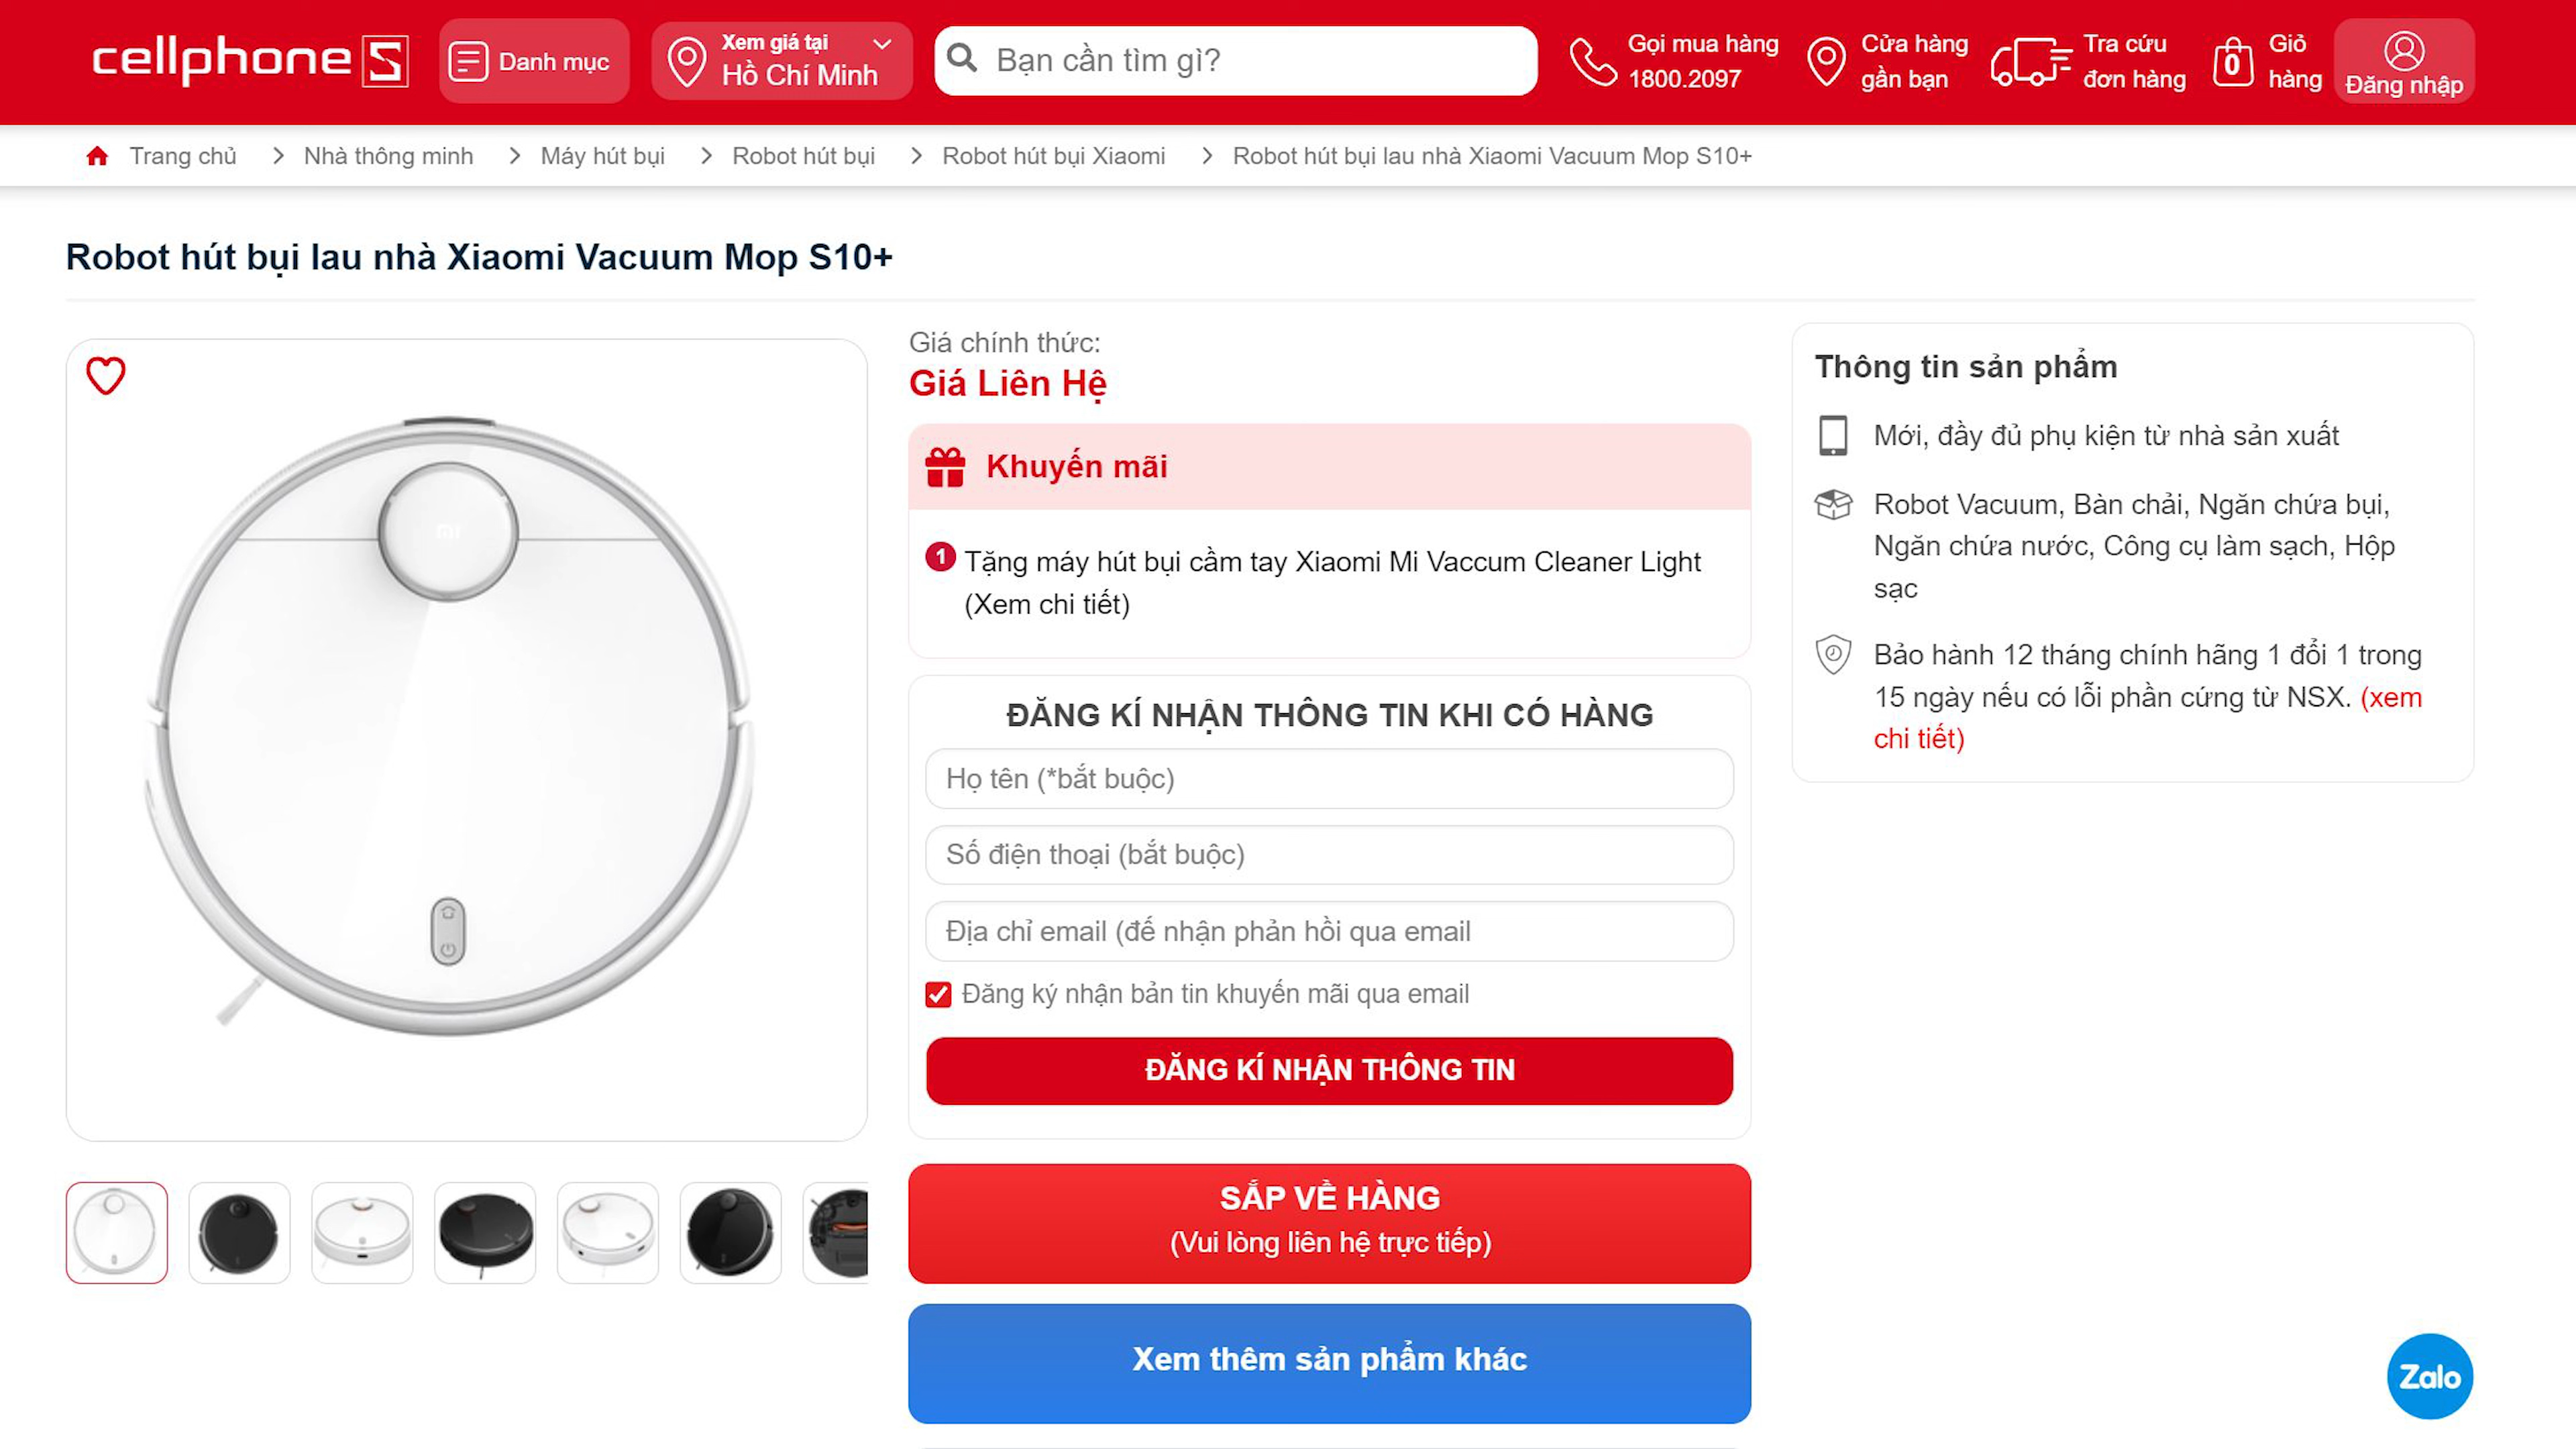 cellphoneS
Danh mục
Xem giá tại
Hồ Chí Minh
Bạn cần tìm gì?
Gọi mua hàng
1800.2097
Cửa hàng
gần bạn
Tra cứu
đơn hàng
0
Giỏ
hàng
Đăng nhập
Trang chủ
Nhà thông minh
Máy hút bụi
Robot hút bụi
Robot hút bụi Xiaomi
Robot hút bụi lau nhà Xiaomi Vacuum Mop S10+
Robot hút bụi lau nhà Xiaomi Vacuum Mop S10+
Giá chính thức:
Giá Liên Hệ
Khuyến mãi
1 Tặng máy hút bụi cầm tay Xiaomi Mi Vaccum Cleaner Light
(Xem chi tiết)
ĐĂNG KÍ NHẬN THÔNG TIN KHI CÓ HÀNG
Họ tên (*bắt buộc)
Số điện thoại (bắt buộc)
Địa chỉ email (để nhận phản hồi qua email
Đăng ký nhận bản tin khuyến mãi qua email
ĐĂNG KÍ NHẬN THÔNG TIN
SẮP VỀ HÀNG
(Vui lòng liên hệ trực tiếp)
Xem thêm sản phẩm khác
Thông tin sản phẩm
Mới, đầy đủ phụ kiện từ nhà sản xuất
Robot Vacuum, Bàn chải, Ngăn chứa bụi,
Ngăn chứa nước, Công cụ làm sạch, Hộp
sạc
Bảo hành 12 tháng chính hãng 1 đổi 1 trong
15 ngày nếu có lỗi phần cứng từ NSX. (xem
chi tiết)
mi
Zalo